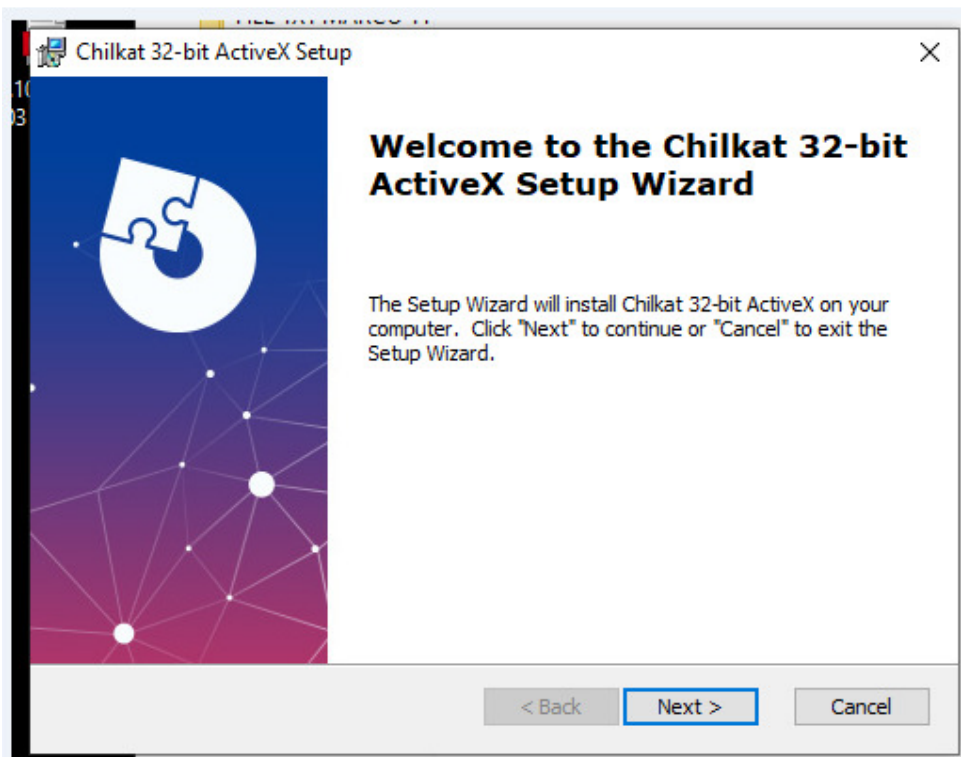 Chilkat 32-bit ActiveX Setup
10
03
Welcome to the Chilkat 32-bit
ActiveX Setup Wizard
The Setup Wizard will install Chilkat 32-bit ActiveX on your
computer. Click "Next" to continue or "Cancel" to exit the
Setup Wizard.
< Back
Next >
Cancel